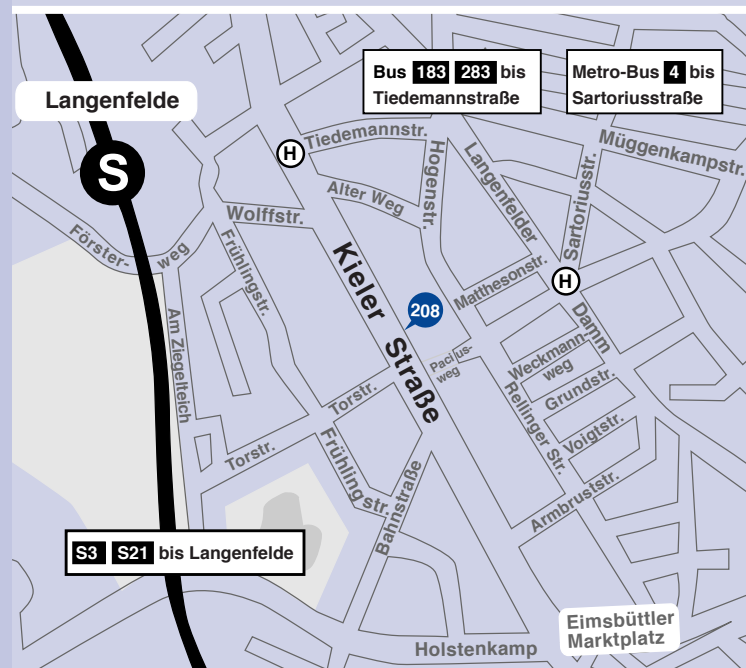 Bus 183 283 bis
Tiedemannstraße
Metro-Bus 4 bis
Sartoriusstraße
Langenfelde
S
H
Tiedemannstr.
Hogenstr.
Langenfelder
Damm
Müggenkampstr.
Sartoriusstr.
Alter Weg
Wolffstr.
Förster-
weg
Frühlingstr.
Kieler Straße
Matthesonstr.
H
208
Am Ziegelteich
Pacius-
weg
Weckmann-
weg
Grundstr.
Rellinger Str.
Voigtstr.
Torstr.
Torstr.
Frühlingstr.
Bahnstraße
Armbruststr.
S3 S21 bis Langenfelde
Eimsbüttler
Marktplatz
Holstenkamp